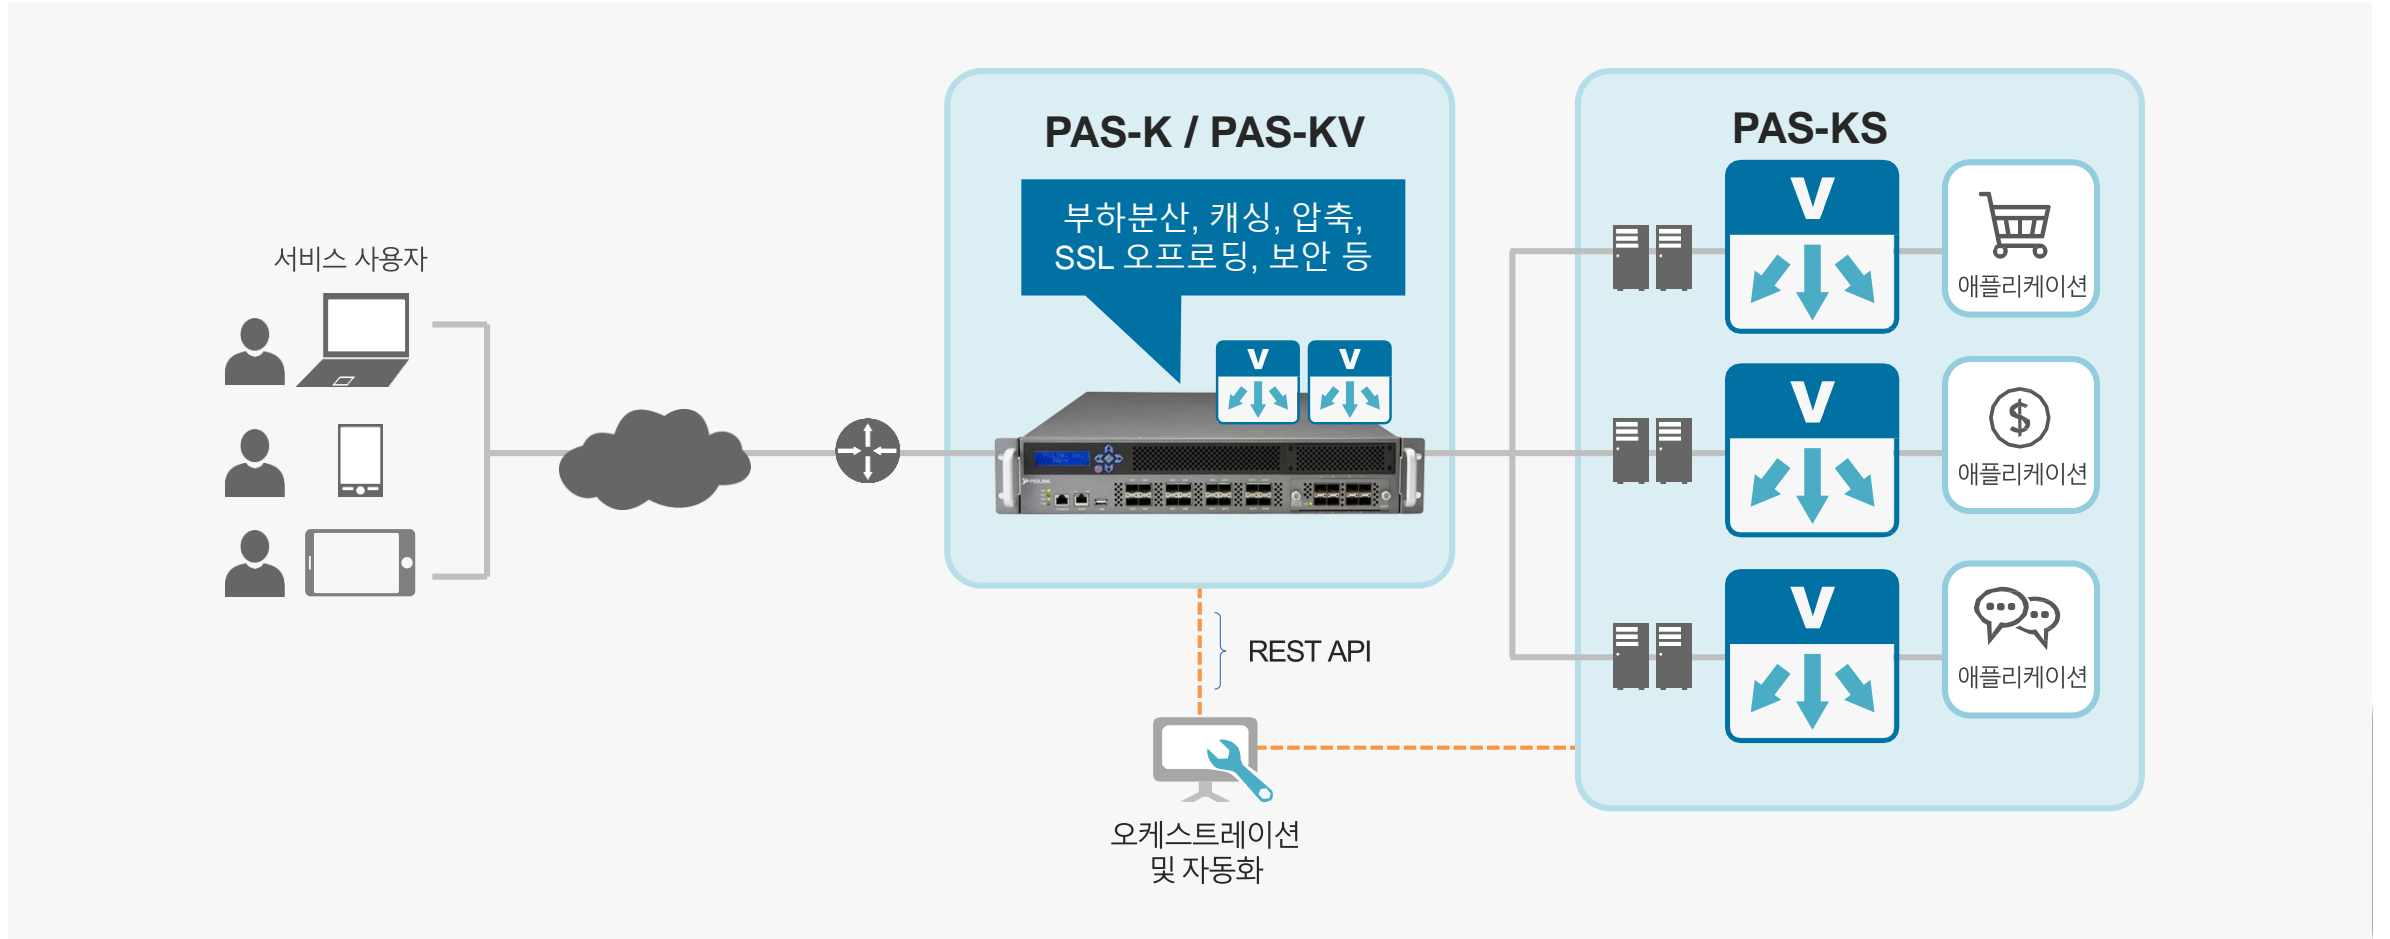 서비스 사용자
PAS-K / PAS-KV
부하분산, 캐싱, 압축,
SSL 오프로딩, 보안 등
V
V
PIOLINK
REST API
오케스트레이션
및 자동화
PAS-KS
V
애플리케이션
V
$
애플리케이션
V
애플리케이션